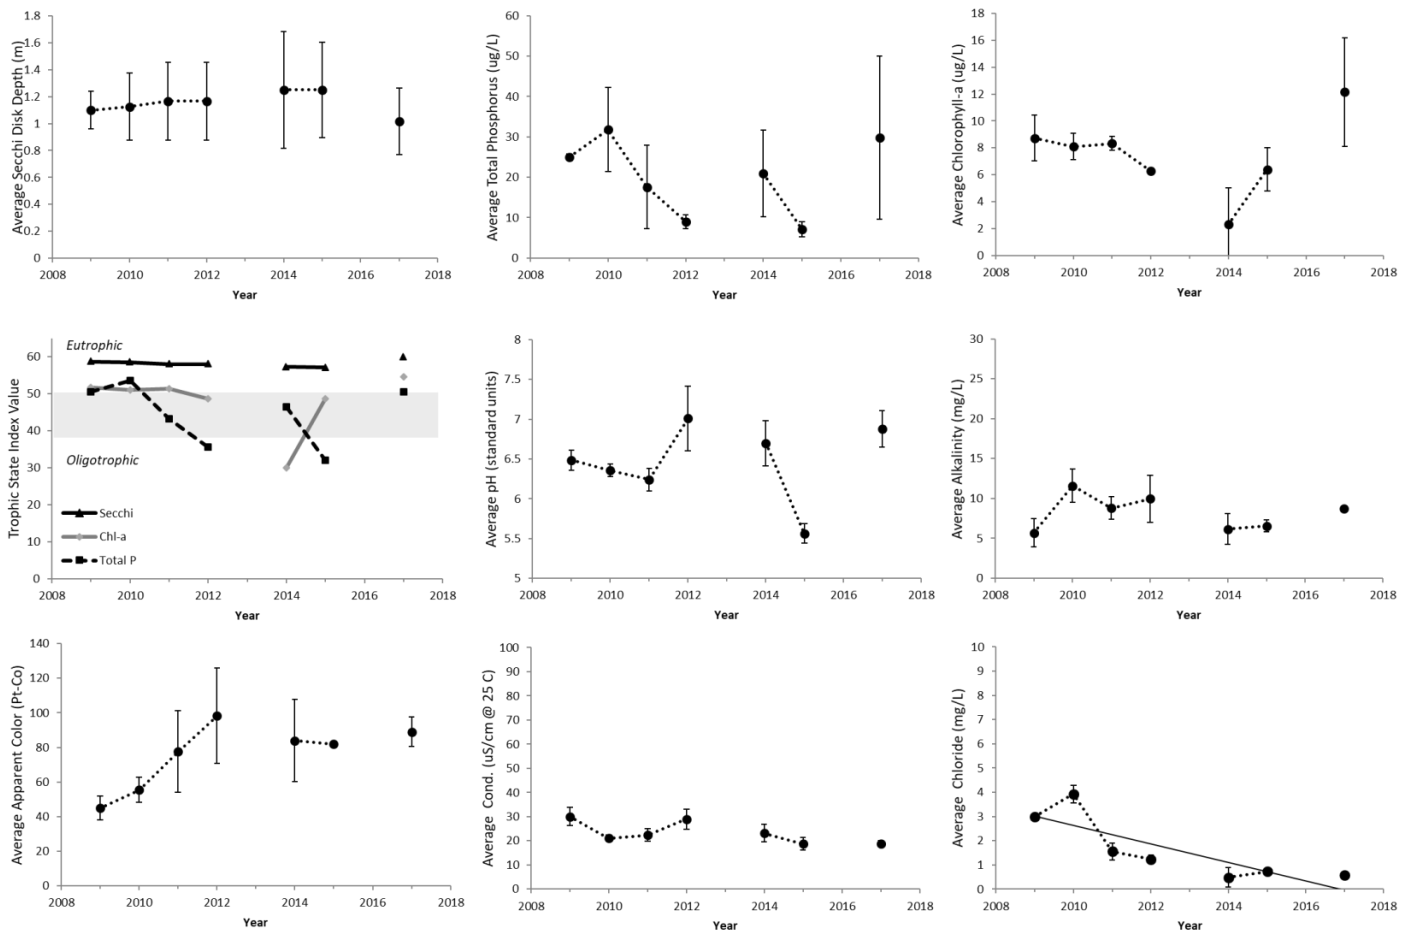 Average Secchi Disk Depth (m)
1.8
1.6
1.4
1.2
1
0.8
0.6
0.4
0.2
0
2008 2010 2012 2014 2016 2018
Year
Average Total Phosphorus (ug/L)
60
50
40
30
20
10
0
2008 2010 2012 2014 2016 2018
Year
Average Chlorophyll-a (ug/L)
18
16
14
12
10
8
6
4
2
0
2008 2010 2012 2014 2016 2018
Year
Trophic State Index Value
60
50
40
30
20
10
0
Eutrophic
Oligotrophic
Secchi
Chl-a
Total P
2008 2010 2012 2014 2016 2018
Year
Average pH (standard units)
8
7.5
7
6.5
6
5.5
5
2008 2010 2012 2014 2016 2018
Year
Average Alkalinity (mg/L)
30
25
20
15
10
5
0
2008 2010 2012 2014 2016 2018
Year
Average Apparent Color (Pt-Co)
140
120
100
80
60
40
20
0
2008 2010 2012 2014 2016 2018
Year
Average Cond. (uS/cm @ 25 C)
100
90
80
70
60
50
40
30
20
10
0
2008 2010 2012 2014 2016 2018
Year
Average Chloride (mg/L)
10
9
8
7
6
5
4
3
2
1
0
2008 2010 2012 2014 2016 2018
Year